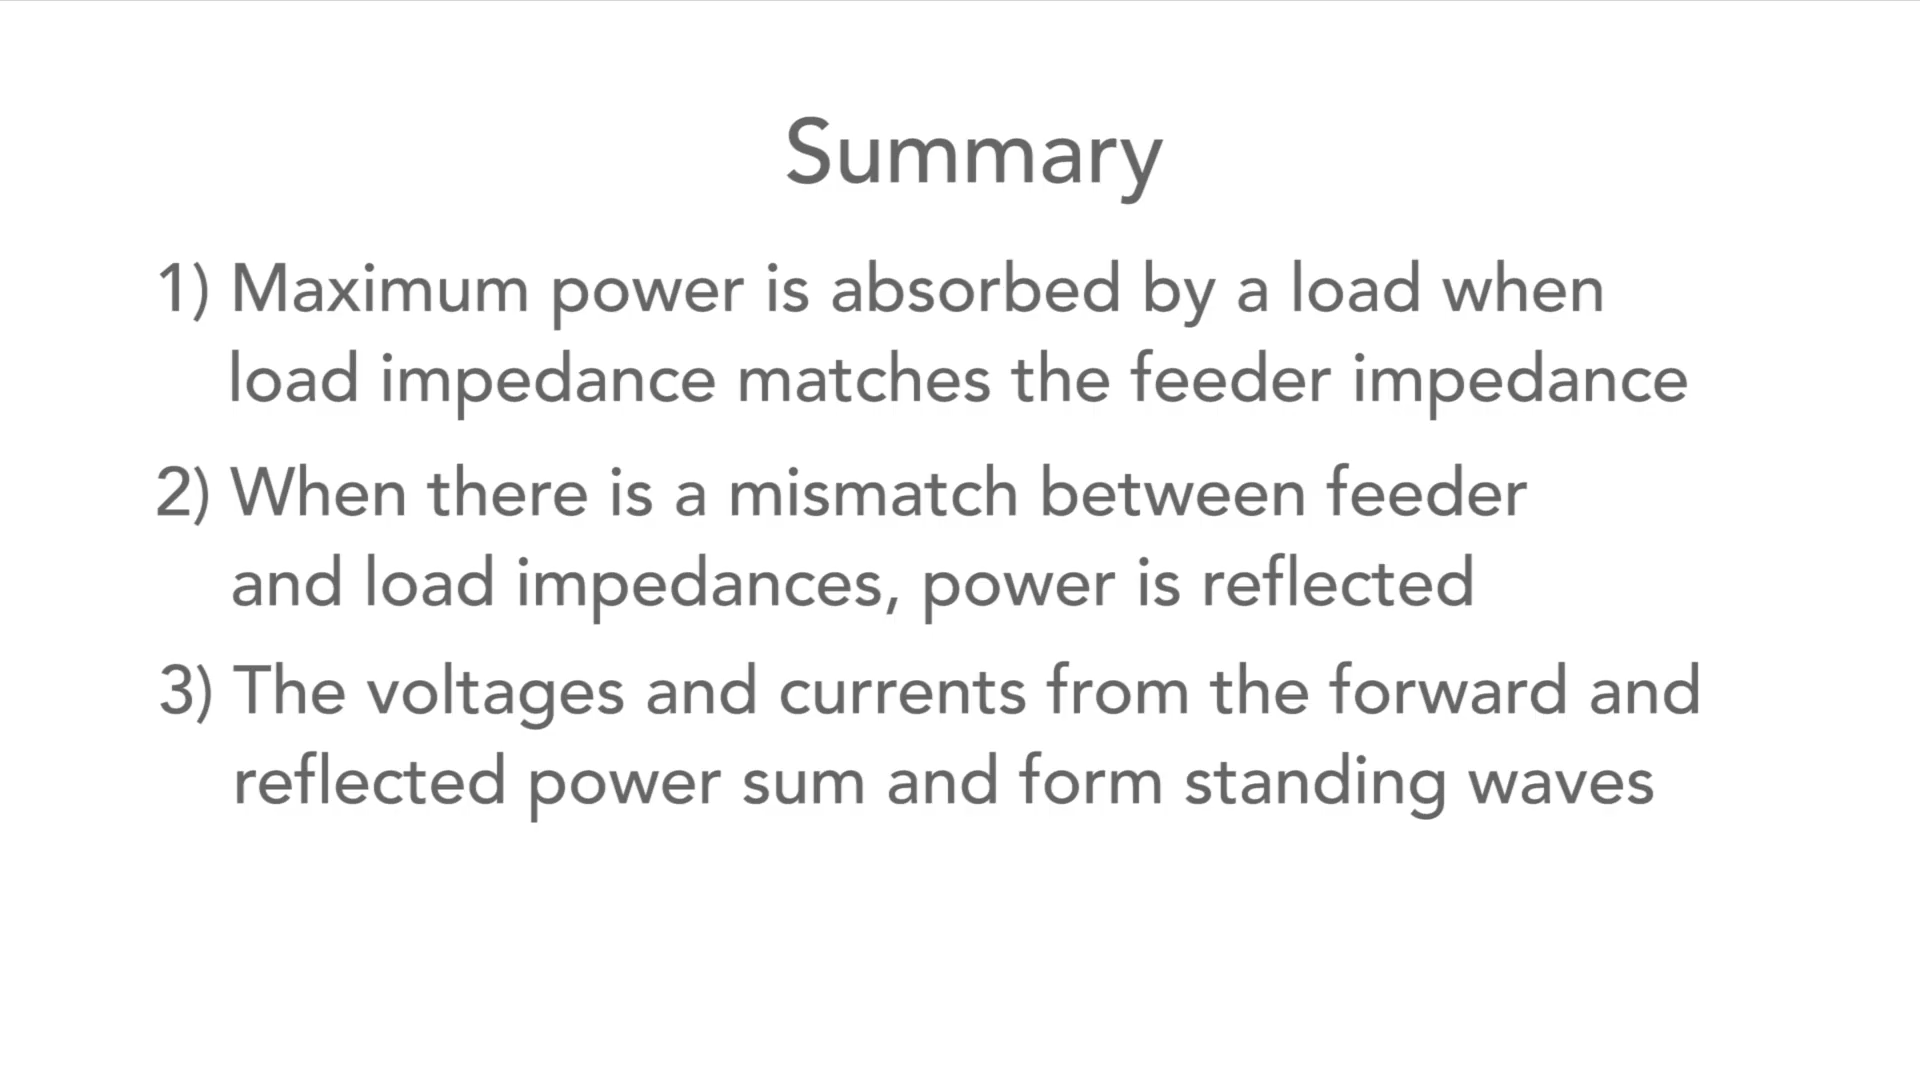 Summary
1) Maximum power is absorbed by a load when
load impedance matches the feeder impedance
2) When there is a mismatch between feeder
and load impedances, power is reflected
3) The voltages and currents from the forward and
reflected power sum and form standing waves